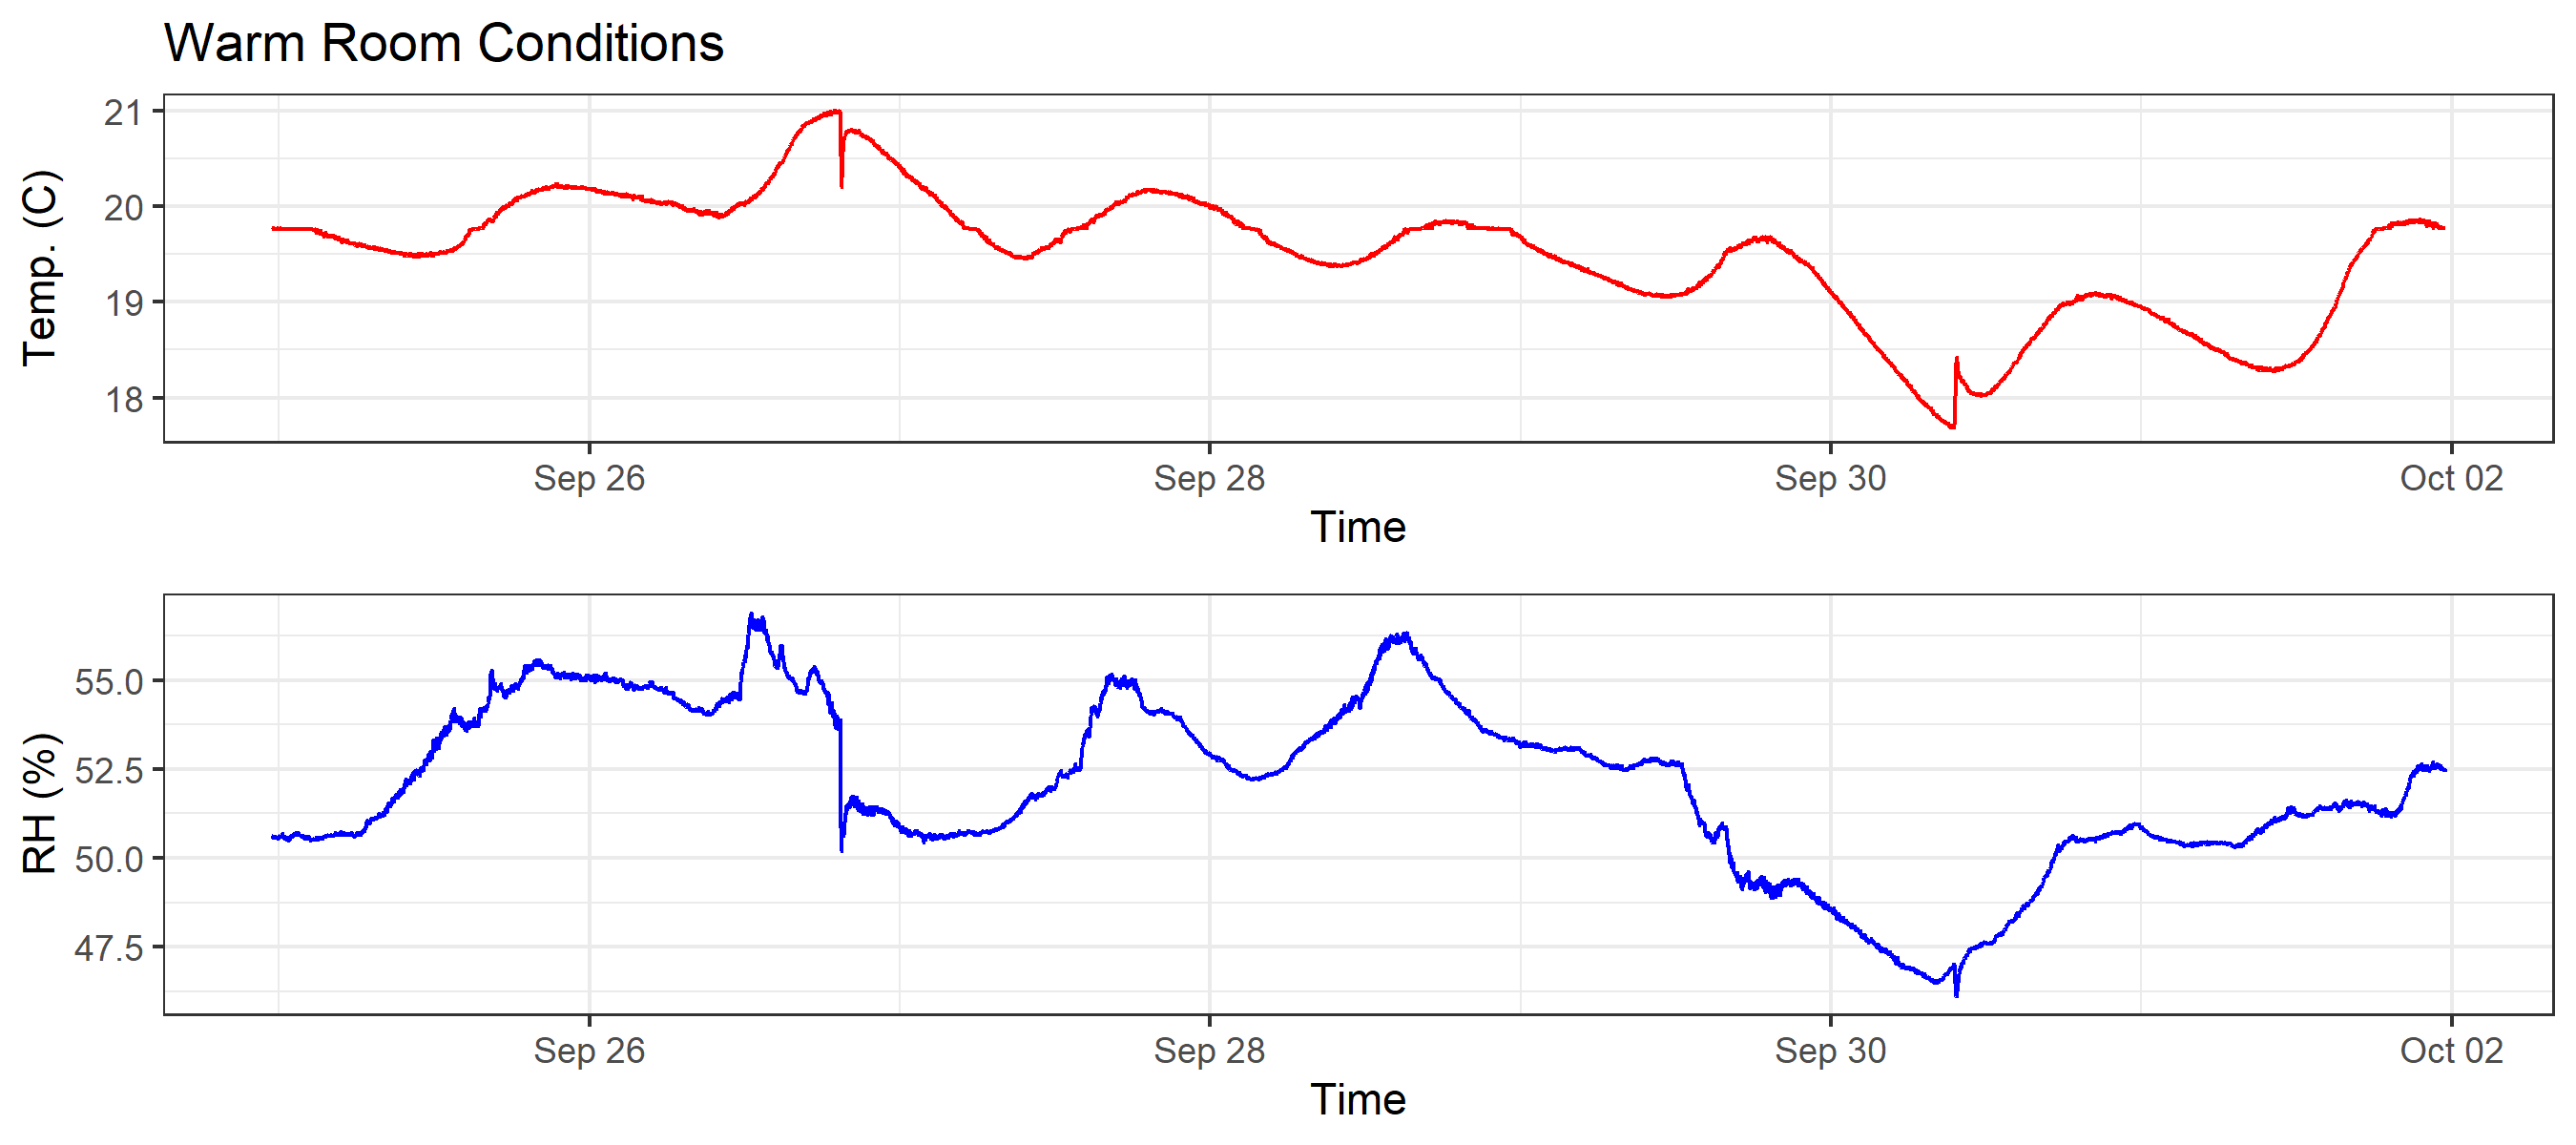 Warm Room Conditions
21
20
19
18
Temp. (C)
Sep 26 Sep 28 Sep 30 Oct 02
Time
55.0
52.5
50.0
47.5
RH (%)
Sep 26 Sep 28 Sep 30 Oct 02
Time